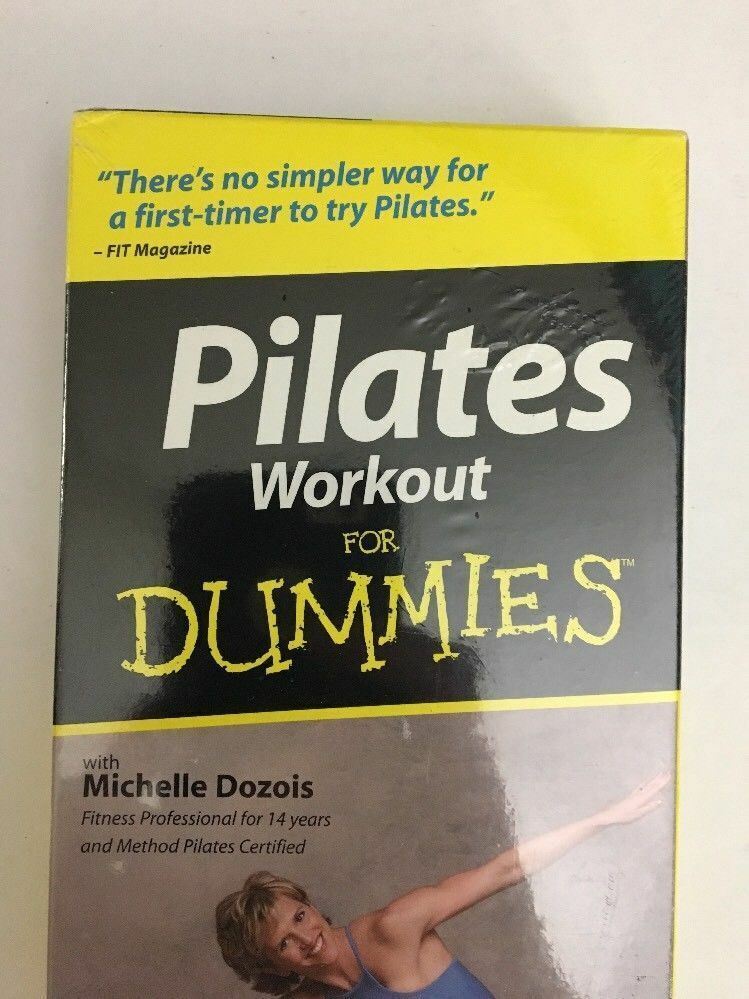 “There’s no simpler way for
a first-timer to try Pilates.”
– FIT Magazine
Pilates
Workout
FOR
DUMMIES™
with
Michelle Dozois
Fitness Professional for 14 years
and Method Pilates Certified